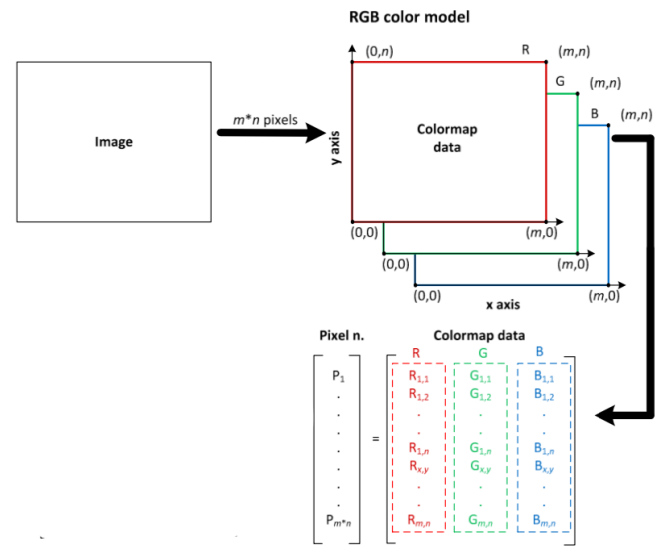 RGB color model
(0,n) R (m,n)
G (m,n)
B (m,n)
Image
m*n pixels
y axis
Colormap
data
(0,0) (m,0)
(0,0) (m,0)
(0,0) (m,0)
x axis
Pixel n. Colormap data
R G B
P1 R1,1 G1,1 B1,1
. R1,2 G1,2 B1,2
. . . .
. . . .
. = R1,n G1,n B1,n
. Rx,y Gx,y Bx,y
. . . .
. . . .
Pm*n Rm,n Gm,n Bm,n